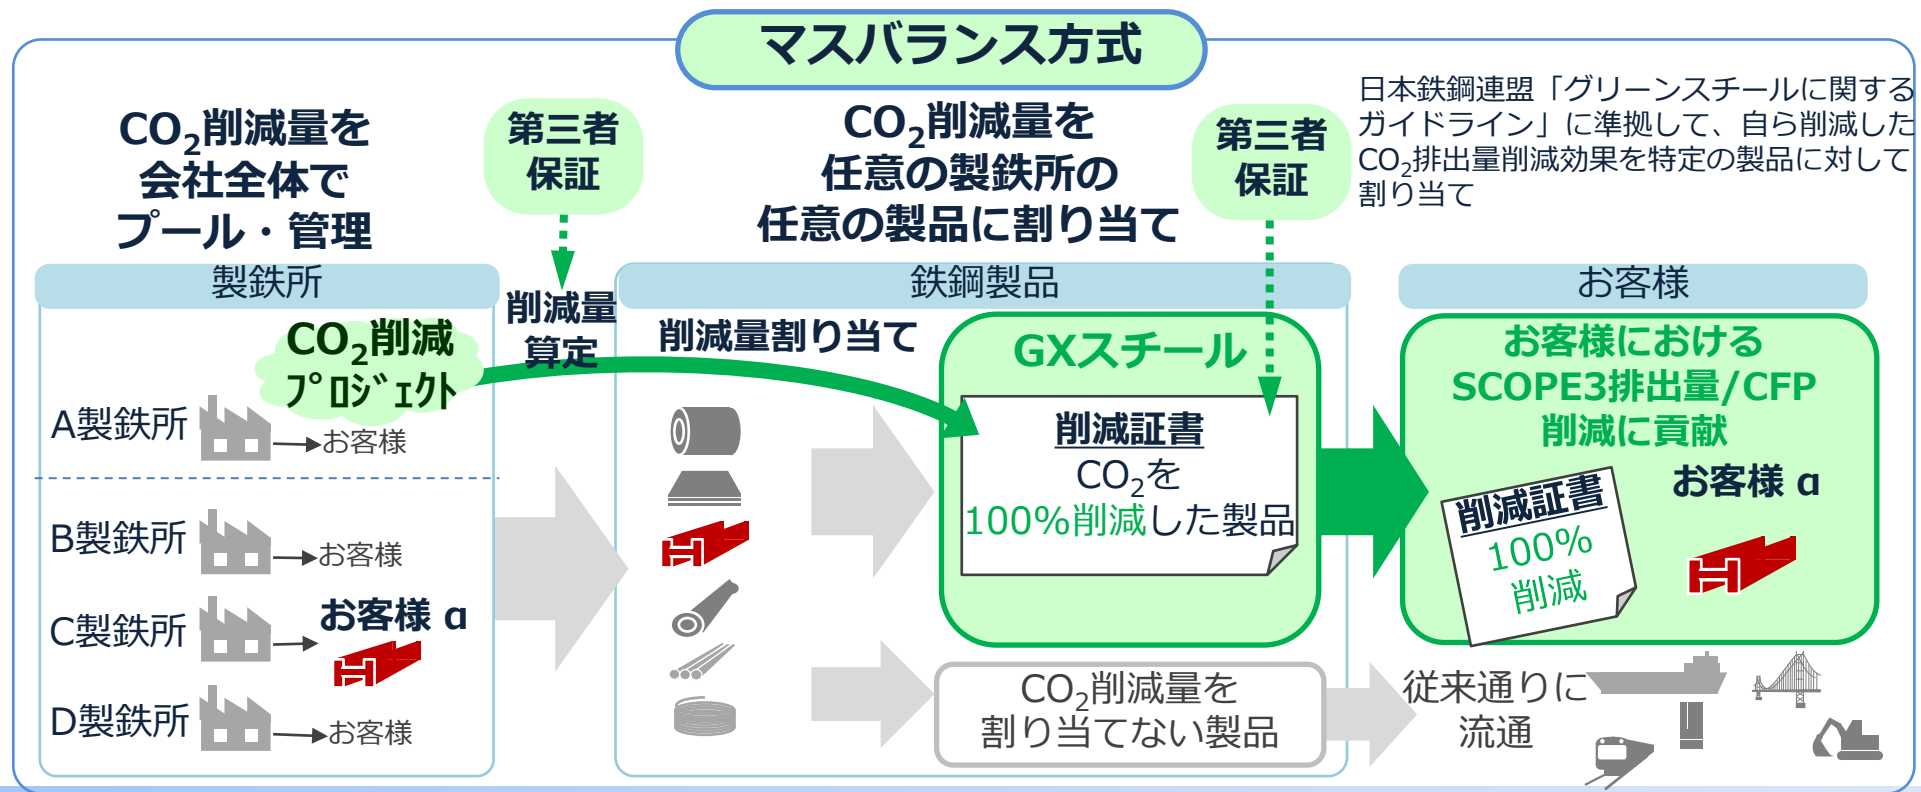 マスバランス方式
日本鉄鋼連盟「グリーンスチールに関する
ガイドライン」に準拠して、自ら削減した
CO₂排出量削減効果を特定の製品に対して
割り当て
CO₂削減量を
会社全体で
プール・管理
第三者
保証
CO₂削減量を
任意の製鉄所の
任意の製品に割り当て
第三者
保証
製鉄所
CO₂削減
ﾌﾟﾛｼﾞｪｸﾄ
A製鉄所
お客様
B製鉄所
お客様
C製鉄所
お客様 α
D製鉄所
お客様
削減量
算定
鉄鋼製品
削減量割り当て
GXスチール
削減証書
CO₂を
100%削減した製品
CO₂削減量を
割り当てない製品
お客様
お客様における
SCOPE3排出量/CFP
削減に貢献
お客様 α
削減証書
100%
削減
従来通りに
流通